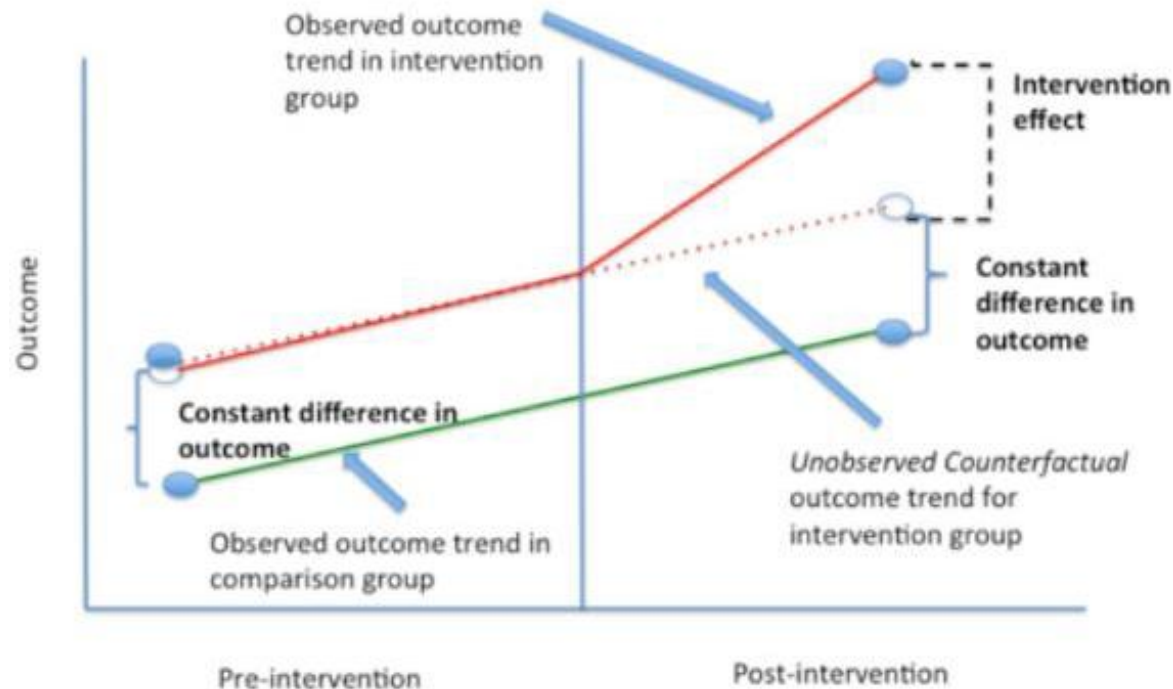 Observed outcome
trend in intervention
group
Intervention
effect
Outcome
Constant
difference in
outcome
Constant difference in
outcome
Unobserved Counterfactual
outcome trend for
intervention group
Observed outcome trend in
comparison group
Pre-intervention
Post-intervention